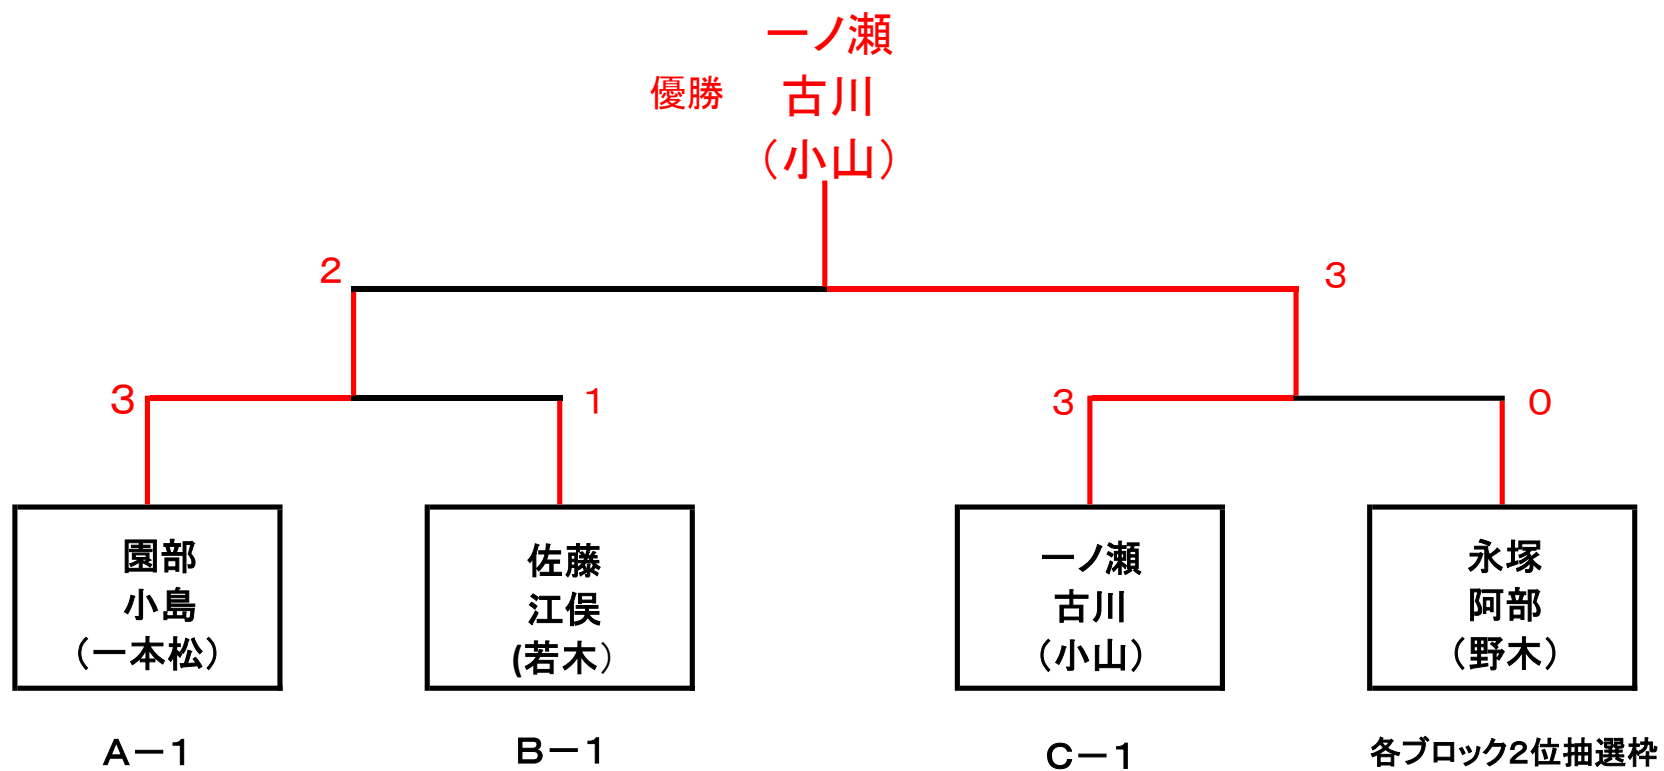 一ノ瀬
優勝 古川
（小山）
2 3
3 1 3 0
園部
小島
（一本松）
佐藤
江俣
(若木）
一ノ瀬
古川
（小山）
永塚
阿部
（野木）
A－1 B－1 C－1 各ブロック2位抽選枠